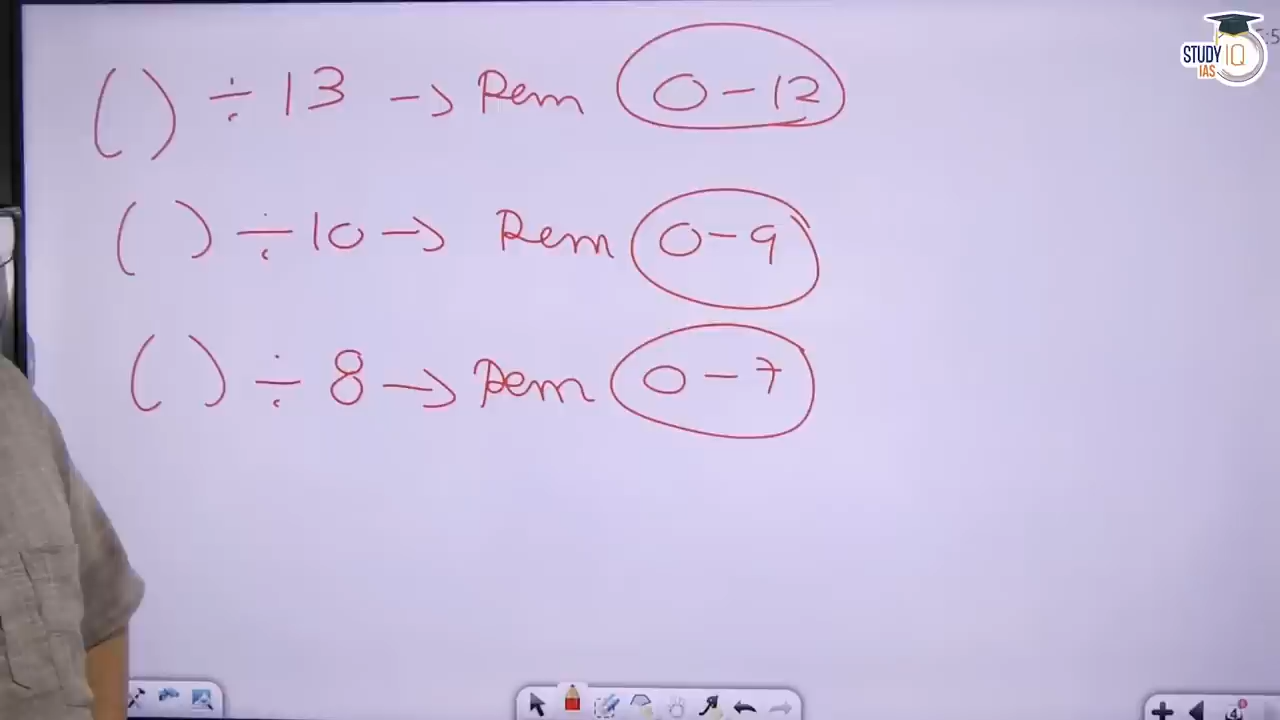 STUDY IQ
IAS
( ) ÷ 13 -> Rem 0-12
( ) ÷ 10 -> Rem 0-9
( ) ÷ 8 -> Rem 0-7